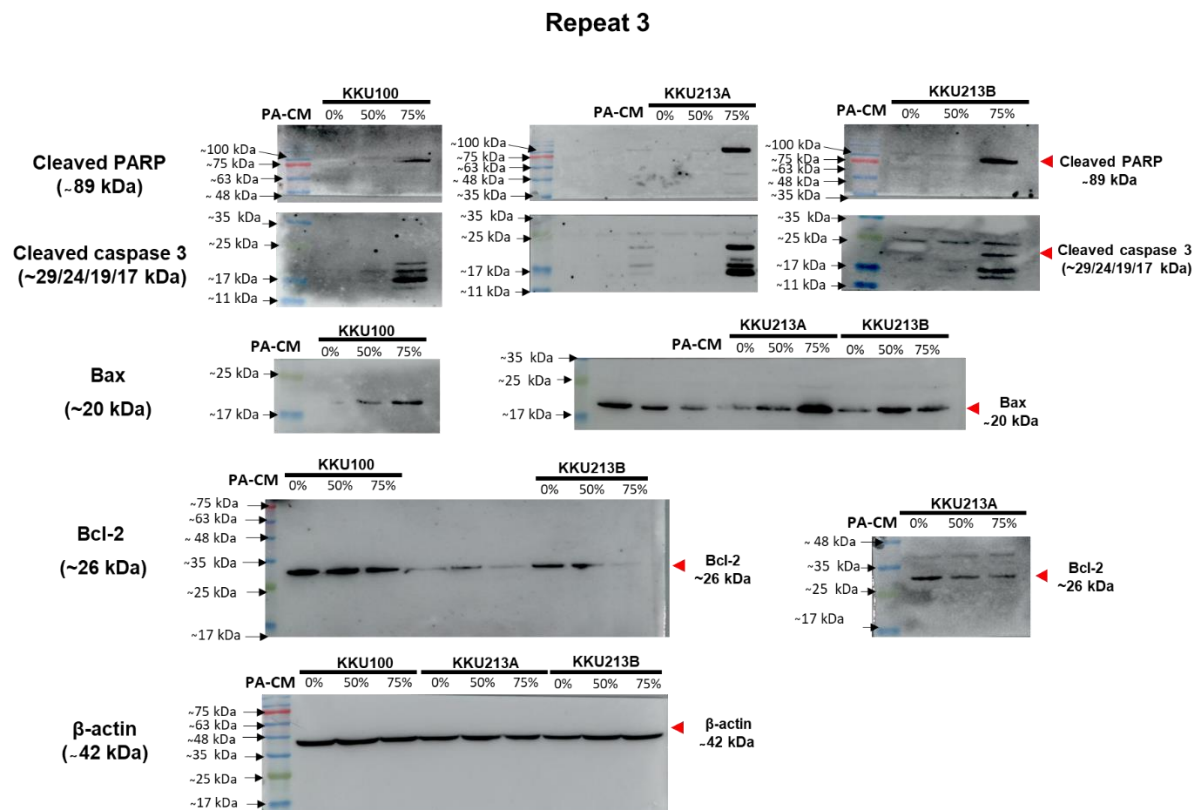 Repeat 3
KKU100
KKU213A
KKU213B
PA-CM 0% 50% 75%
PA-CM 0% 50% 75%
PA-CM 0% 50% 75%
Cleaved PARP
(~89 kDa)
~100 kDa
~75 kDa
~63 kDa
~48 kDa
~100 kDa
~75 kDa
~63 kDa
~48 kDa
~35 kDa
~100 kDa
~75 kDa
~63 kDa
~48 kDa
~35 kDa
Cleaved PARP
~89 kDa
Cleaved caspase 3
(~29/24/19/17 kDa)
~35 kDa
~25 kDa
~17 kDa
~11 kDa
~35 kDa
~25 kDa
~17 kDa
~11 kDa
~35 kDa
~25 kDa
~17 kDa
~11 kDa
Cleaved caspase 3
(~29/24/19/17 kDa)
KKU100
KKU213A
KKU213B
PA-CM 0% 50% 75%
PA-CM 0% 50% 75% 0% 50% 75%
Bax
(~20 kDa)
~25 kDa
~17 kDa
~35 kDa
~25 kDa
~17 kDa
Bax
~20 kDa
KKU100
KKU213B
PA-CM 0% 50% 75% 0% 50% 75%
Bcl-2
(~26 kDa)
~75 kDa
~63 kDa
~48 kDa
~35 kDa
~25 kDa
~17 kDa
Bcl-2
~26 kDa
KKU213A
PA-CM 0% 50% 75%
~48 kDa
~35 kDa
~25 kDa
~17 kDa
Bcl-2
~26 kDa
KKU100
KKU213A
KKU213B
PA-CM 0% 50% 75% 0% 50% 75% 0% 50% 75%
β-actin
(~42 kDa)
~75 kDa
~63 kDa
~48 kDa
~35 kDa
~25 kDa
~17 kDa
β-actin
~42 kDa